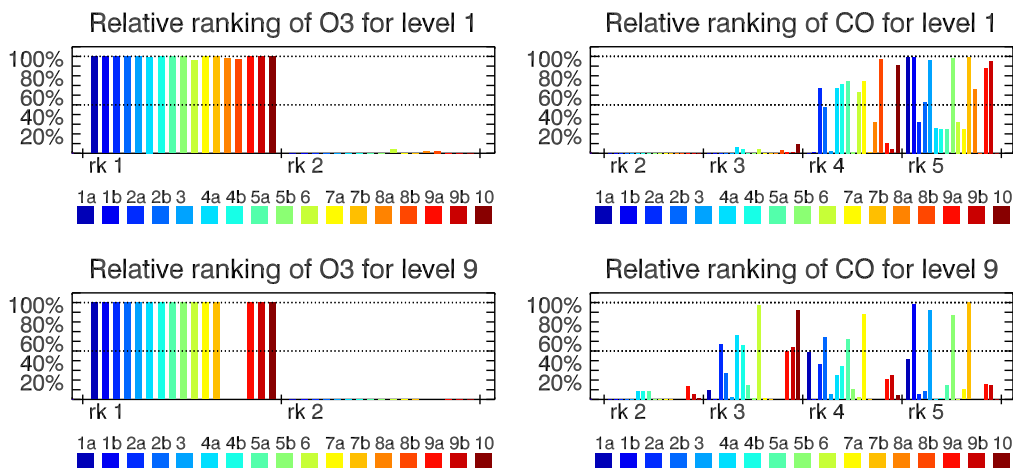 Relative ranking of O3 for level 1
100%
80%
60%
40%
20%
rk 1 rk 2
1a 1b 2a 2b 3 4a 4b 5a 5b 6 7a 7b 8a 8b 9a 9b 10
Relative ranking of CO for level 1
100%
80%
60%
40%
20%
rk 2 rk 3 rk 4 rk 5
1a 1b 2a 2b 3 4a 4b 5a 5b 6 7a 7b 8a 8b 9a 9b 10
Relative ranking of O3 for level 9
100%
80%
60%
40%
20%
rk 1 rk 2
1a 1b 2a 2b 3 4a 4b 5a 5b 6 7a 7b 8a 8b 9a 9b 10
Relative ranking of CO for level 9
100%
80%
60%
40%
20%
rk 2 rk 3 rk 4 rk 5
1a 1b 2a 2b 3 4a 4b 5a 5b 6 7a 7b 8a 8b 9a 9b 10